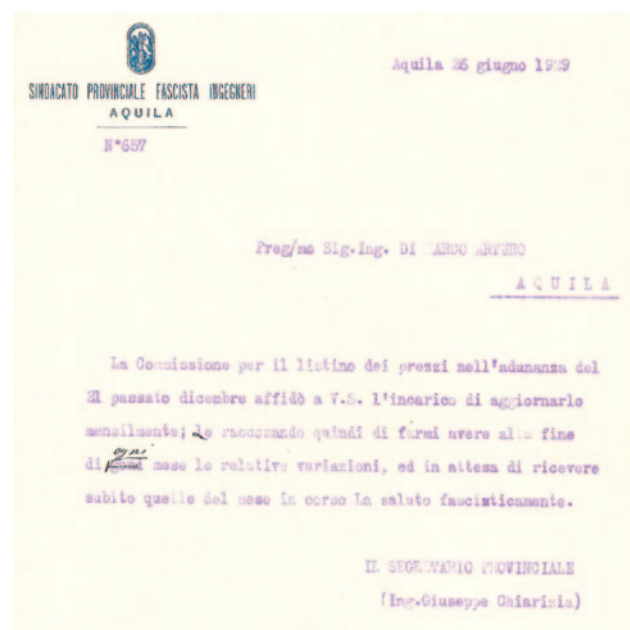 Aquila 26 giugno 1929
SINDACATO PROVINCIALE FASCISTA INGEGNERI
AQUILA
N°657
Preg/mo Sig.Ing. DI MARCO ARTURO
AQUILA
La Commissione per il listino dei prezzi nell'adunanza del
21 passato dicembre affidò a V.S. l'incarico di aggiornarlo
mensilmente; Le raccomando quindi di farmi avere alla fine
di ogni mese le relative variazioni, ed in attesa di ricevere
subito quelle del mese in corso La saluto fascisticamente.
IL SEGRETARIO PROVINCIALE
(Ing.Giuseppe Chiarizia)